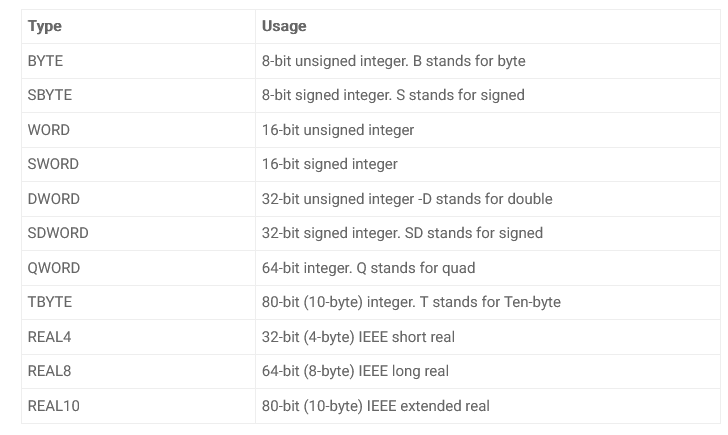 Type Usage
BYTE 8-bit unsigned integer. B stands for byte
SBYTE 8-bit signed integer. S stands for signed
WORD 16-bit unsigned integer
SWORD 16-bit signed integer
DWORD 32-bit unsigned integer -D stands for double
SDWORD 32-bit signed integer. SD stands for signed
QWORD 64-bit integer. Q stands for quad
TBYTE 80-bit (10-byte) integer. T stands for Ten-byte
REAL4 32-bit (4-byte) IEEE short real
REAL8 64-bit (8-byte) IEEE long real
REAL10 80-bit (10-byte) IEEE extended real